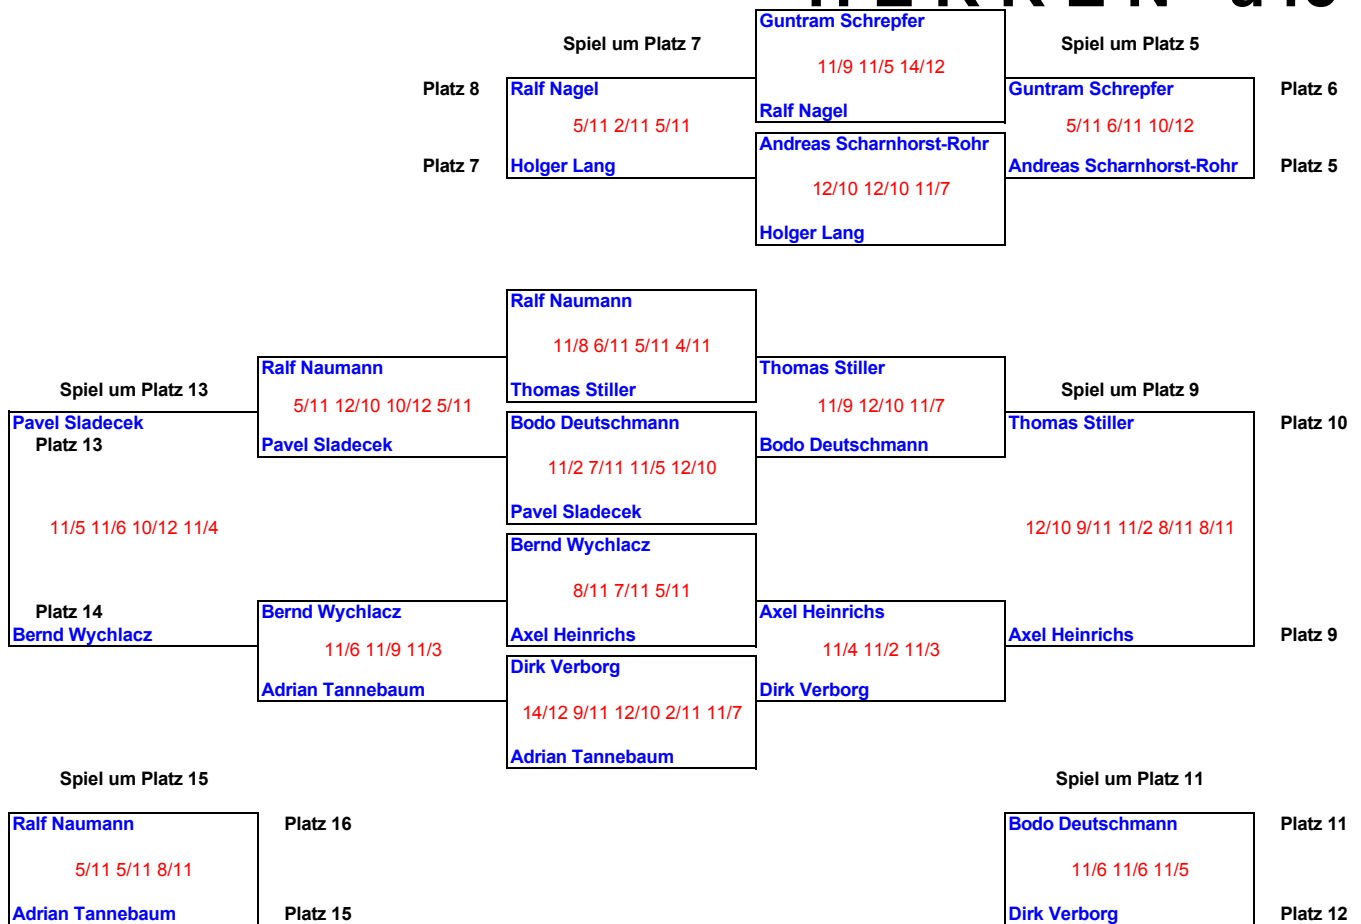 Guntram Schrepfer
Spiel um Platz 7
Spiel um Platz 5
11/9 11/5 14/12
Platz 8
Ralf Nagel
Guntram Schrepfer
Platz 6
Ralf Nagel
5/11 2/11 5/11
5/11 6/11 10/12
Andreas Scharnhorst-Rohr
Platz 7
Holger Lang
Andreas Scharnhorst-Rohr
Platz 5
12/10 12/10 11/7
Holger Lang
Ralf Naumann
11/8 6/11 5/11 4/11
Ralf Naumann
Thomas Stiller
Spiel um Platz 13
Thomas Stiller
Spiel um Platz 9
5/11 12/10 10/12 5/11
11/9 12/10 11/7
Pavel Sladecek
Bodo Deutschmann
Thomas Stiller
Platz 10
Platz 13
Pavel Sladecek
Bodo Deutschmann
11/2 7/11 11/5 12/10
Pavel Sladecek
11/5 11/6 10/12 11/4
12/10 9/11 11/2 8/11 8/11
Bernd Wychlacz
8/11 7/11 5/11
Platz 14
Bernd Wychlacz
Axel Heinrichs
Bernd Wychlacz
Axel Heinrichs
Axel Heinrichs
Platz 9
11/6 11/9 11/3
11/4 11/2 11/3
Dirk Verborg
Adrian Tannebaum
Dirk Verborg
14/12 9/11 12/10 2/11 11/7
Adrian Tannebaum
Spiel um Platz 15
Spiel um Platz 11
Ralf Naumann
Platz 16
Bodo Deutschmann
Platz 11
5/11 5/11 8/11
11/6 11/6 11/5
Adrian Tannebaum
Platz 15
Dirk Verborg
Platz 12